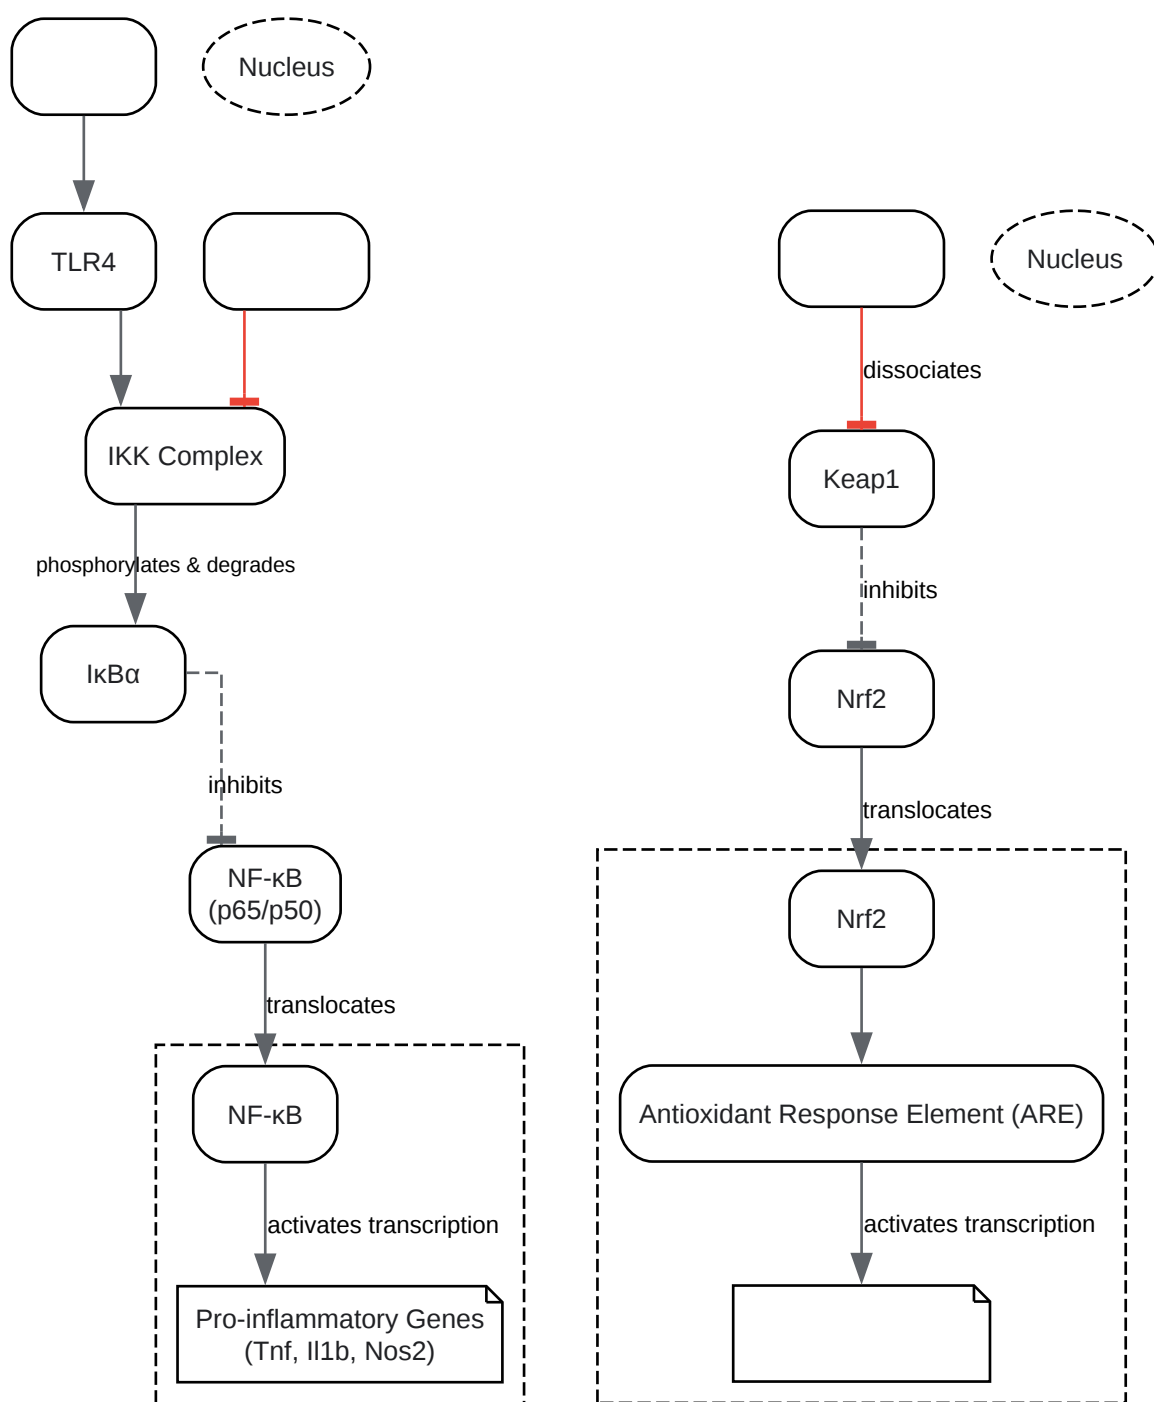 Nucleus
TLR4
IKK Complex
phosphorylates & degrades
IκBα
inhibits
NF-κB
(p65/p50)
translocates
NF-κB
activates transcription
Pro-inflammatory Genes
(Tnf, Il1b, Nos2)
Nucleus
dissociates
Keap1
inhibits
Nrf2
translocates
Nrf2
Antioxidant Response Element (ARE)
activates transcription